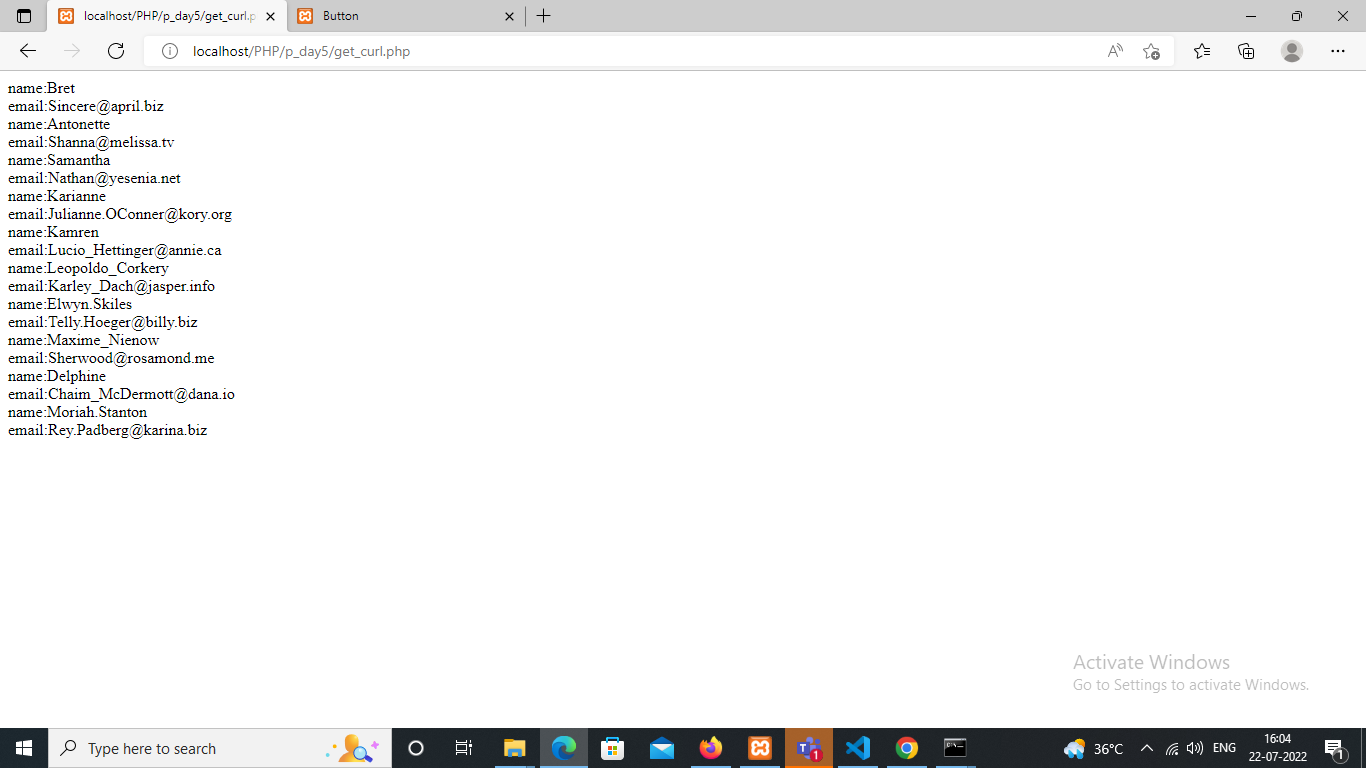 localhost/PHP/p_day5/get_curl.p
Button
localhost/PHP/p_day5/get_curl.php
name:Bret
email:Sincere@april.biz
name:Antonette
email:Shanna@melissa.tv
name:Samantha
email:Nathan@yesenia.net
name:Karianne
email:Julianne.OConner@kory.org
name:Kamren
email:Lucio_Hettinger@annie.ca
name:Leopoldo_Corkery
email:Karley_Dach@jasper.info
name:Elwyn.Skiles
email:Telly.Hoeger@billy.biz
name:Maxime_Nienow
email:Sherwood@rosamond.me
name:Delphine
email:Chaim_McDermott@dana.io
name:Moriah.Stanton
email:Rey.Padberg@karina.biz
Activate Windows
Go to Settings to activate Windows.
Type here to search
1
36°C
ENG
16:04
22-07-2022
1